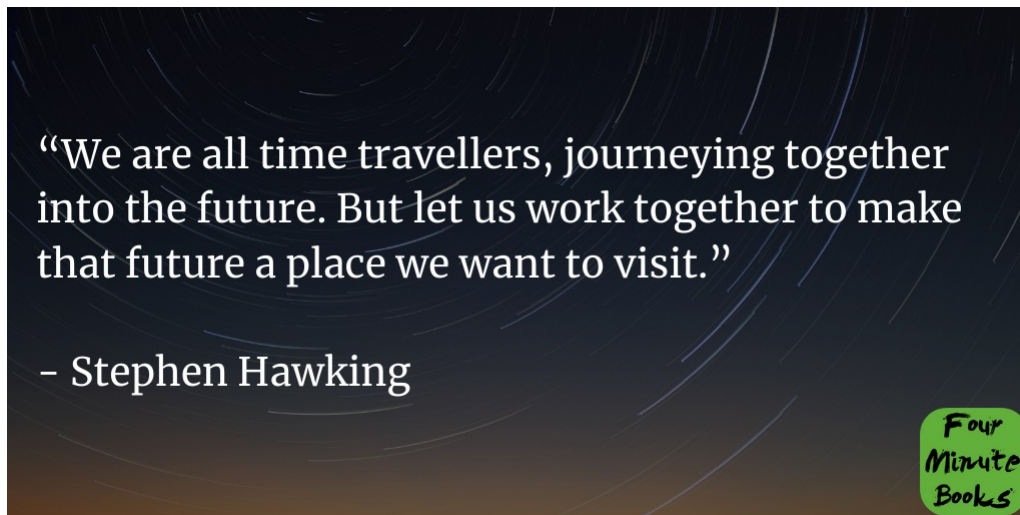 “We are all time travellers, journeying together
into the future. But let us work together to make
that future a place we want to visit.”
- Stephen Hawking
Four
Minute
Books